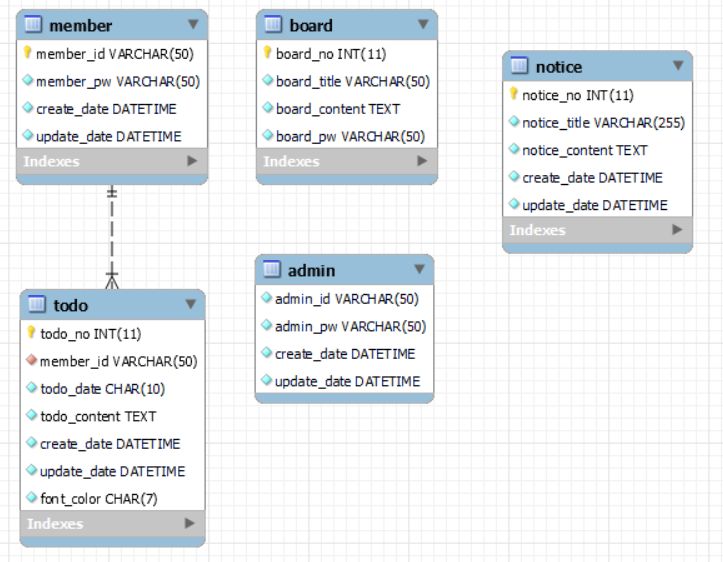 member
member_id VARCHAR(50)
member_pw VARCHAR(50)
create_date DATETIME
update_date DATETIME
Indexes
board
board_no INT(11)
board_title VARCHAR(50)
board_content TEXT
board_pw VARCHAR(50)
Indexes
notice
notice_no INT(11)
notice_title VARCHAR(255)
notice_content TEXT
create_date DATETIME
update_date DATETIME
Indexes
todo
todo_no INT(11)
member_id VARCHAR(50)
todo_date CHAR(10)
todo_content TEXT
create_date DATETIME
update_date DATETIME
font_color CHAR(7)
Indexes
admin
admin_id VARCHAR(50)
admin_pw VARCHAR(50)
create_date DATETIME
update_date DATETIME